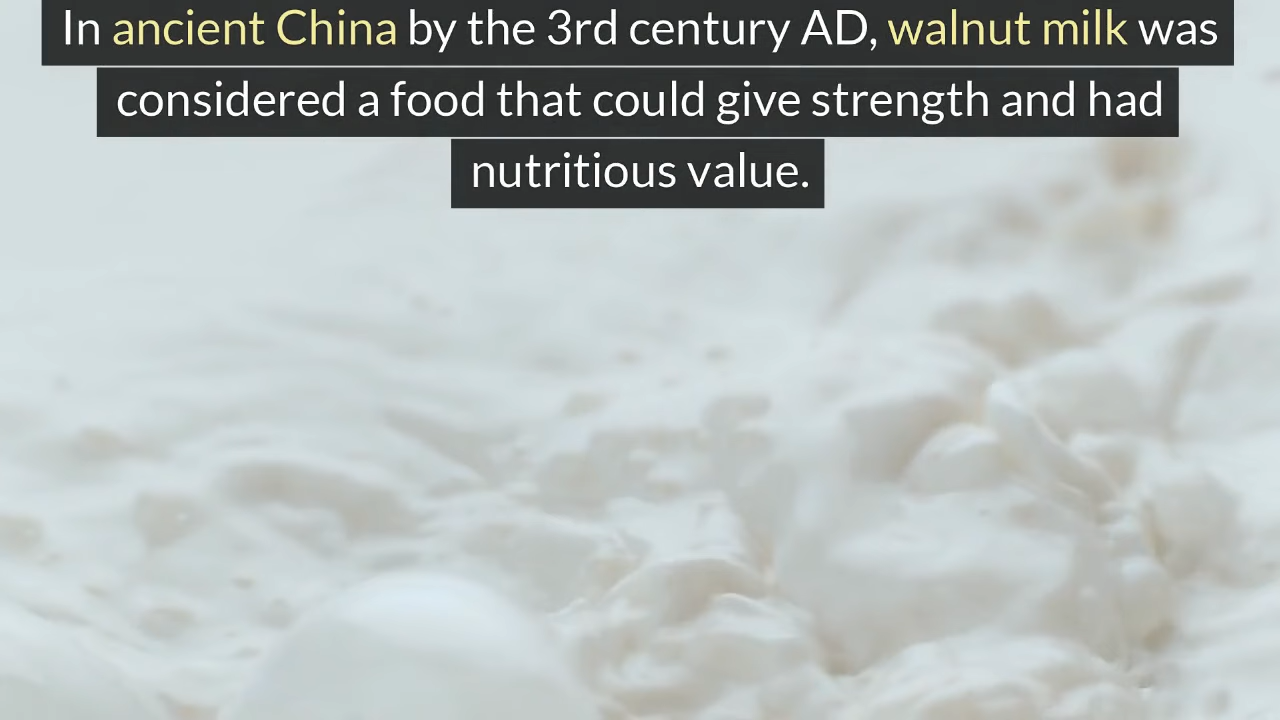 In ancient China by the 3rd century AD, walnut milk was
considered a food that could give strength and had
nutritious value.